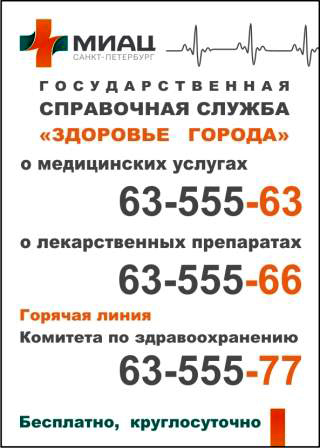 МИАЦ
САНКТ-ПЕТЕРБУРГ
ГОСУДАРСТВЕННАЯ
СПРАВОЧНАЯ СЛУЖБА
«ЗДОРОВЬЕ ГОРОДА»
о медицинских услугах
63-555-63
о лекарственных препаратах
63-555-66
Горячая линия
Комитета по здравоохранению
63-555-77
Бесплатно, круглосуточно